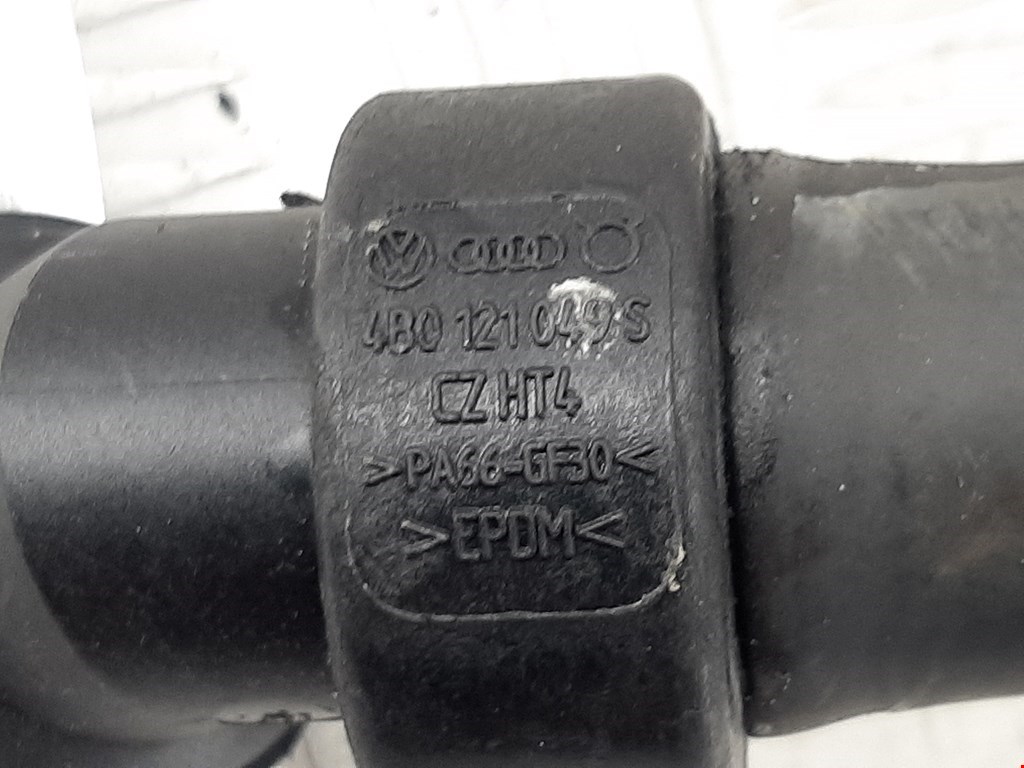 4B0 121 049 S
CZ HT4
>PA66-GF30<
>EPDM<